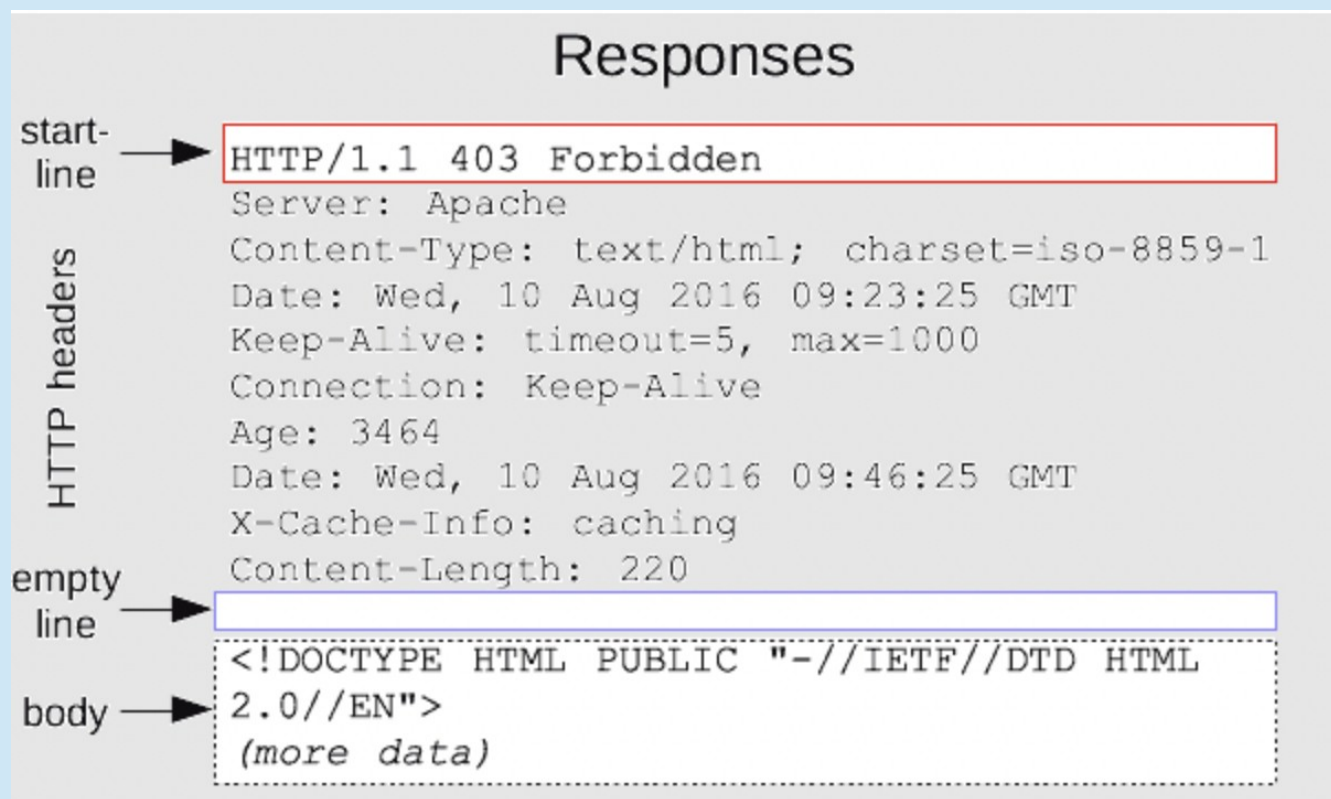 Responses
start-
line
HTTP/1.1 403 Forbidden
Server: Apache
Content-Type: text/html; charset=iso-8859-1
Date: Wed, 10 Aug 2016 09:23:25 GMT
Keep-Alive: timeout=5, max=1000
Connection: Keep-Alive
Age: 3464
Date: Wed, 10 Aug 2016 09:46:25 GMT
X-Cache-Info: caching
Content-Length: 220
HTTP headers
empty
line
body
<!DOCTYPE HTML PUBLIC "-//IETF//DTD HTML
2.0//EN">
(more data)